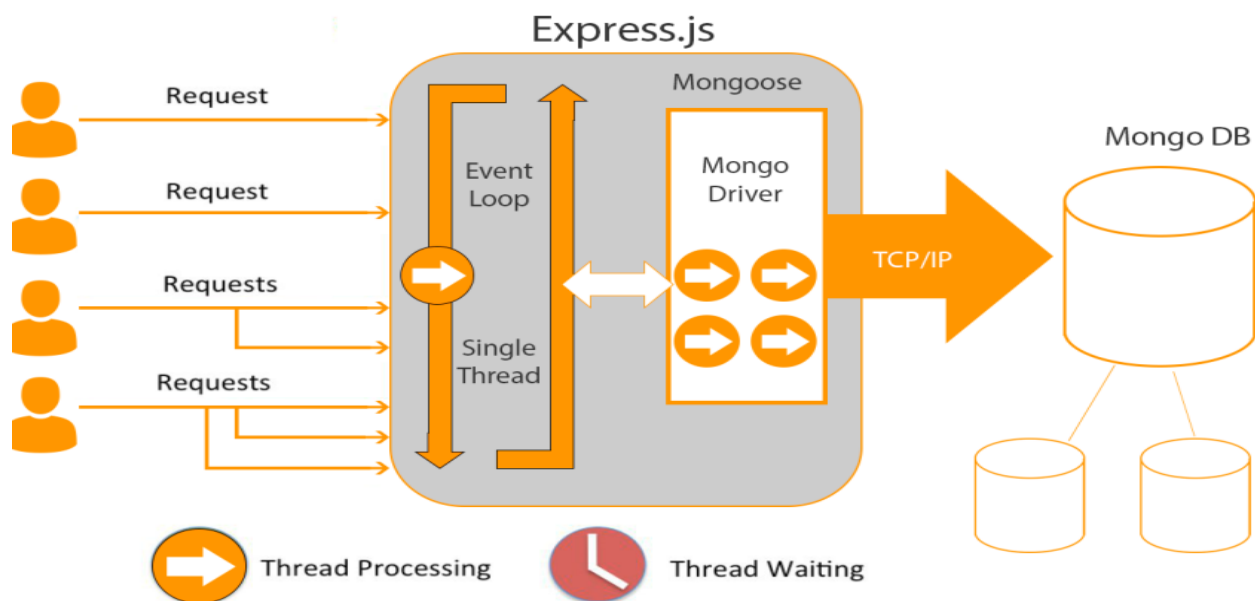 Express.js
Request
Request
Requests
Requests
Event
Loop
Single
Thread
Mongoose
Mongo
Driver
TCP/IP
Mongo DB
Thread Processing
Thread Waiting